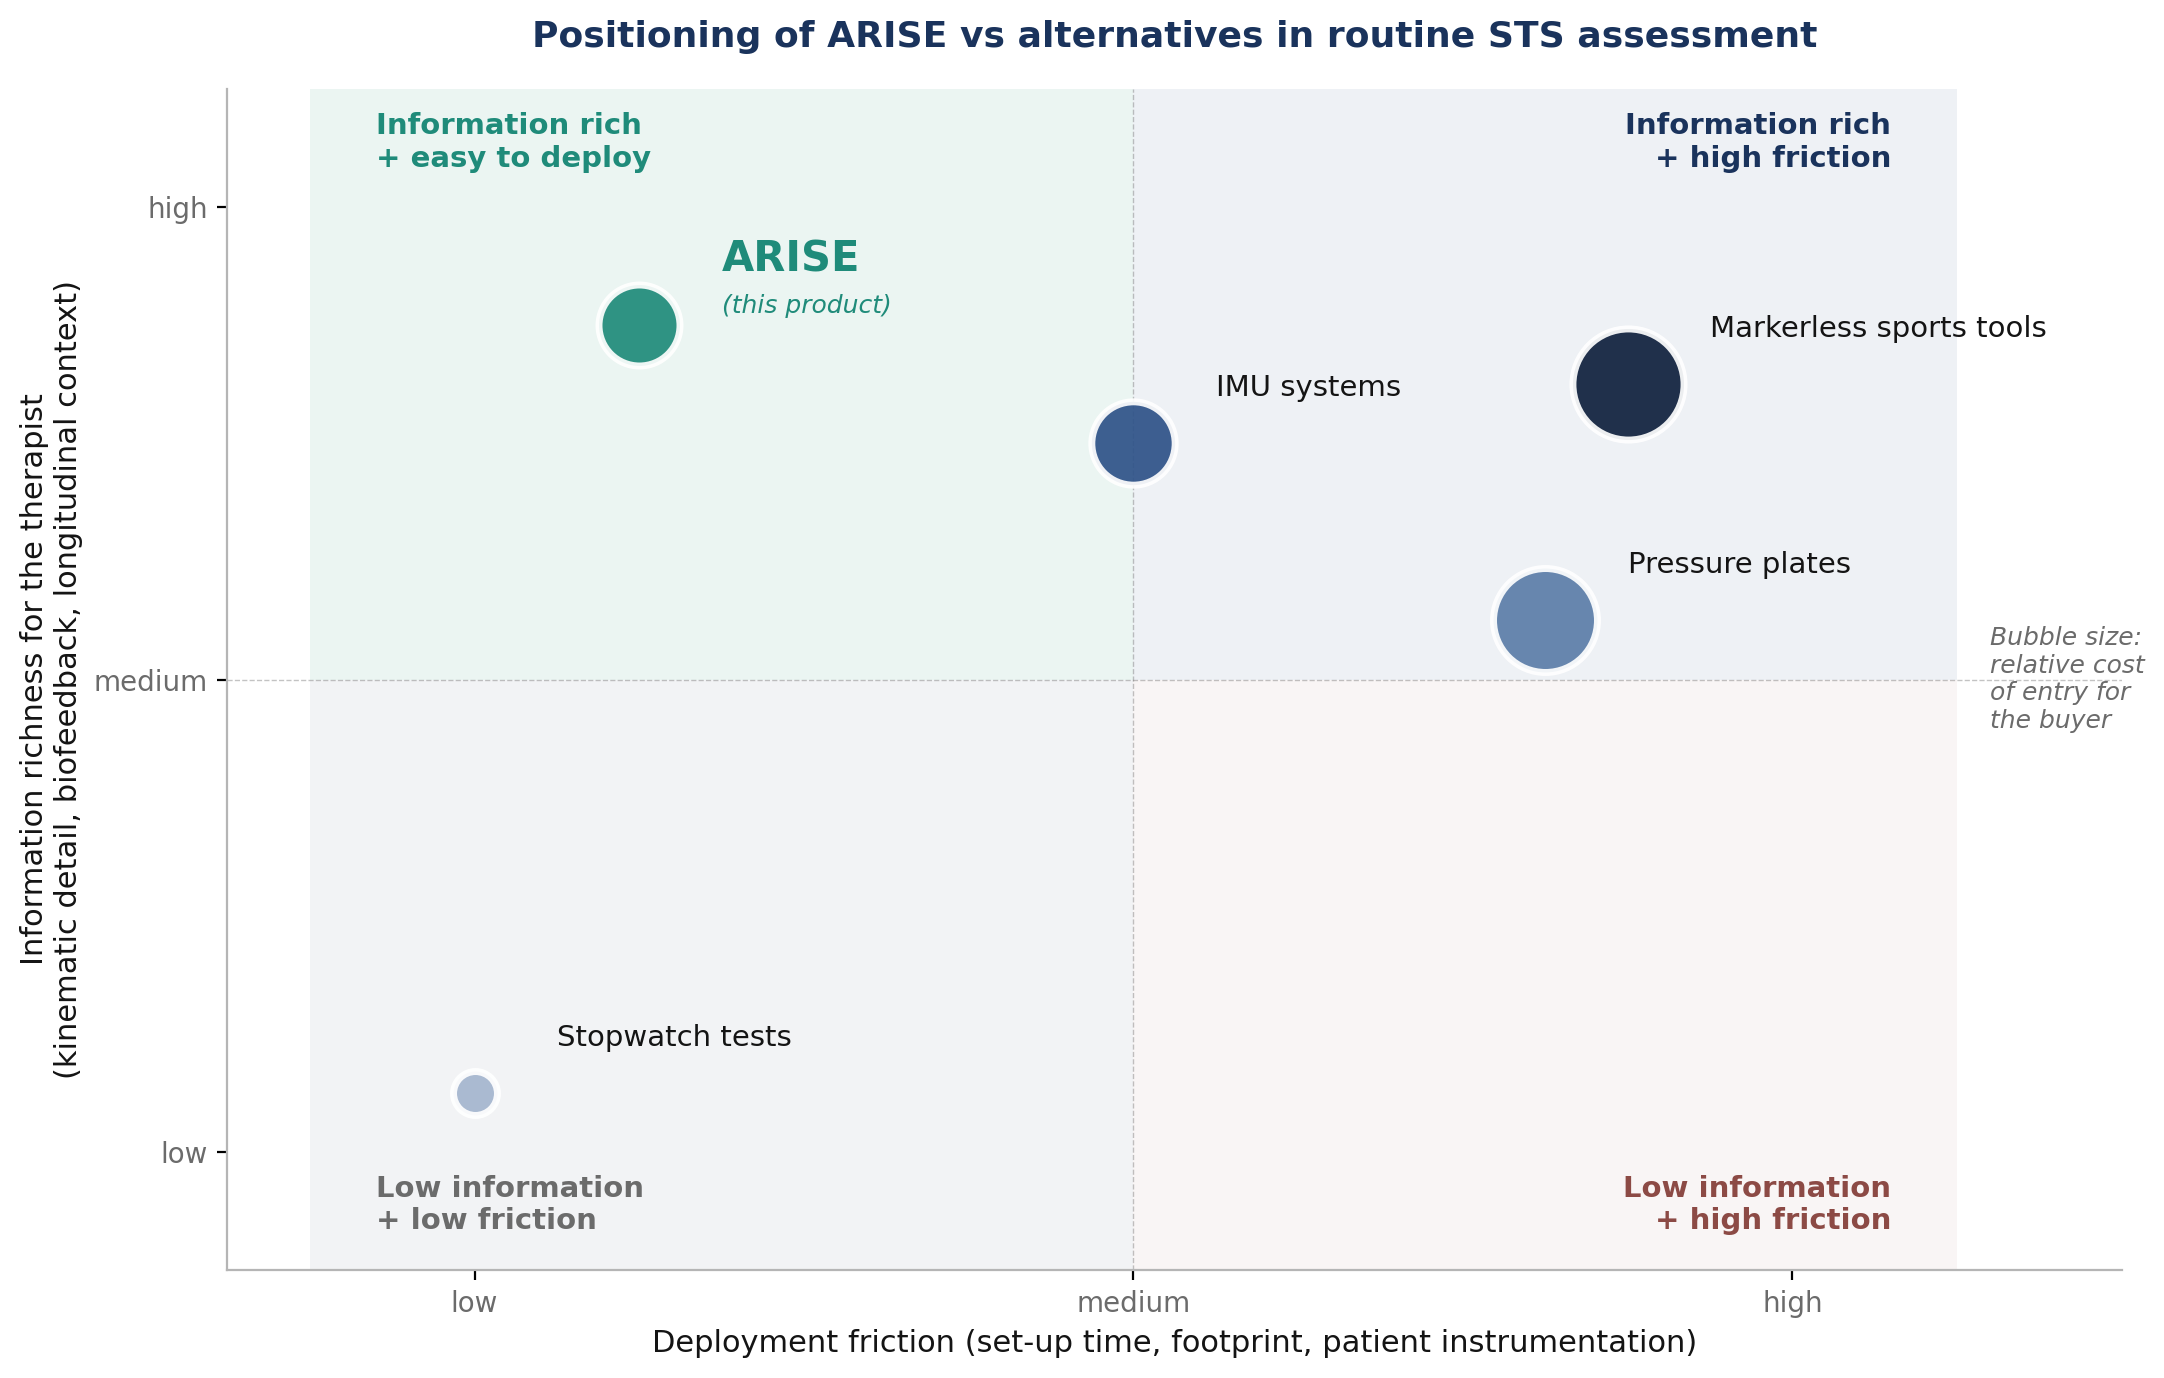 Positioning of ARISE vs alternatives in routine STS assessment
Information rich
+ easy to deploy
Information rich
+ high friction
high
ARISE
(this product)
Markerless sports tools
IMU systems
Pressure plates
Bubble size:
relative cost
of entry for
the buyer
medium
Information richness for the therapist
(kinematic detail, biofeedback, longitudinal context)
Stopwatch tests
low
Low information
+ low friction
Low information
+ high friction
low
medium
high
Deployment friction (set-up time, footprint, patient instrumentation)